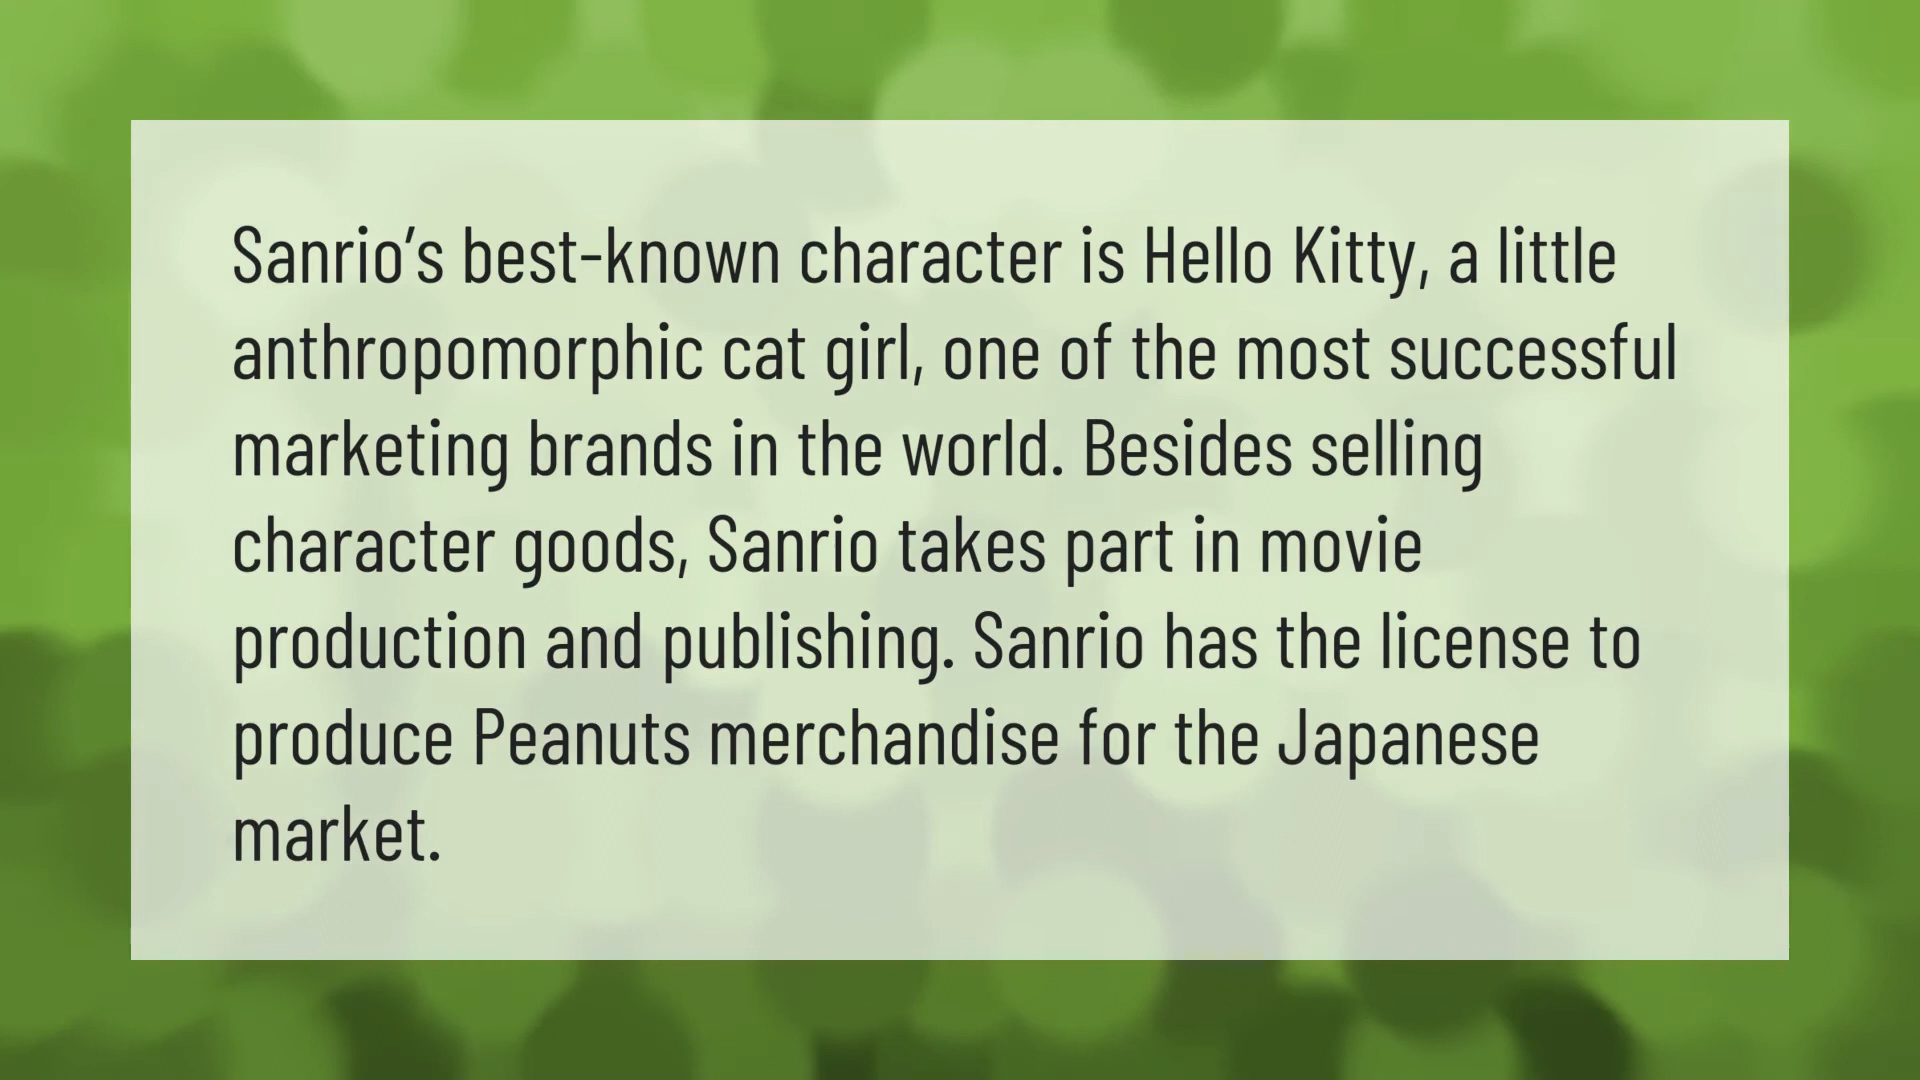 Sanrio’s best-known character is Hello Kitty, a little
anthropomorphic cat girl, one of the most successful
marketing brands in the world. Besides selling
character goods, Sanrio takes part in movie
production and publishing. Sanrio has the license to
produce Peanuts merchandise for the Japanese
market.